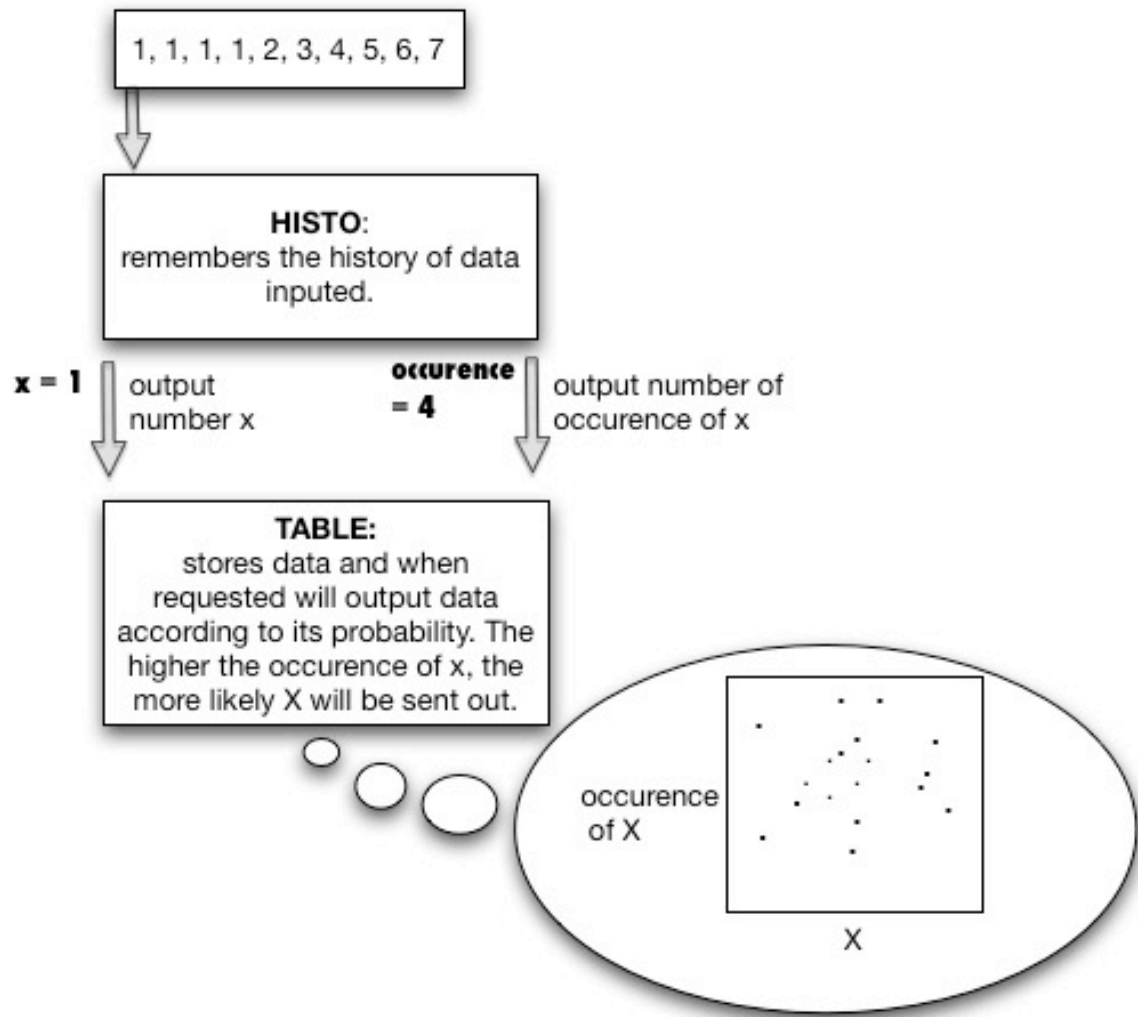 1, 1, 1, 1, 2, 3, 4, 5, 6, 7
HISTO:
remembers the history of data
inputed.
x = 1
output
number x
occurence
= 4
output number of
occurence of x
TABLE:
stores data and when
requested will output data
according to its probability. The
higher the occurence of x, the
more likely X will be sent out.
occurence
of X
X